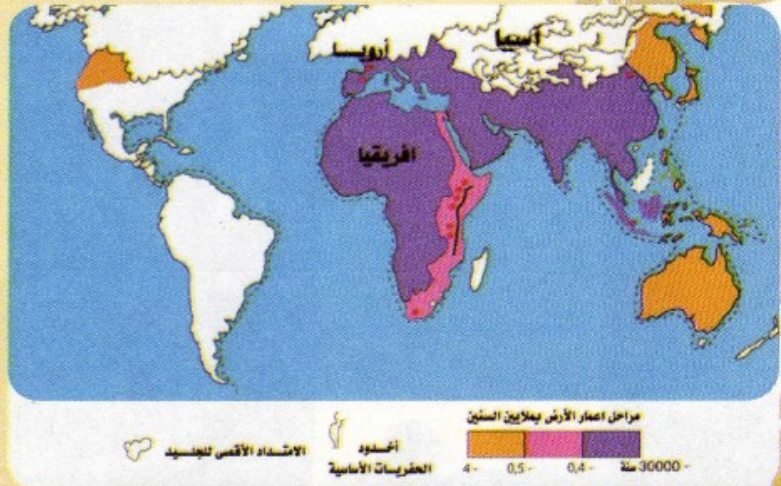 آسيا
أروبا
افريقيا
مراحل اعمار الأرض بملايين السنين
4 - 0,5 - 0,4 - 30000 سنة -
أخدود
الحفريات الأساسية
الامتداد الأقصى للجليد